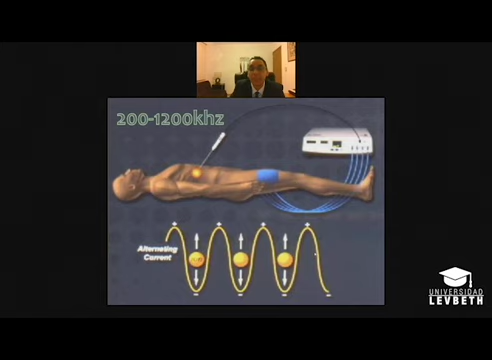 200-1200khz
Alternating
Current
UNIVERSIDAD
LEVBETH